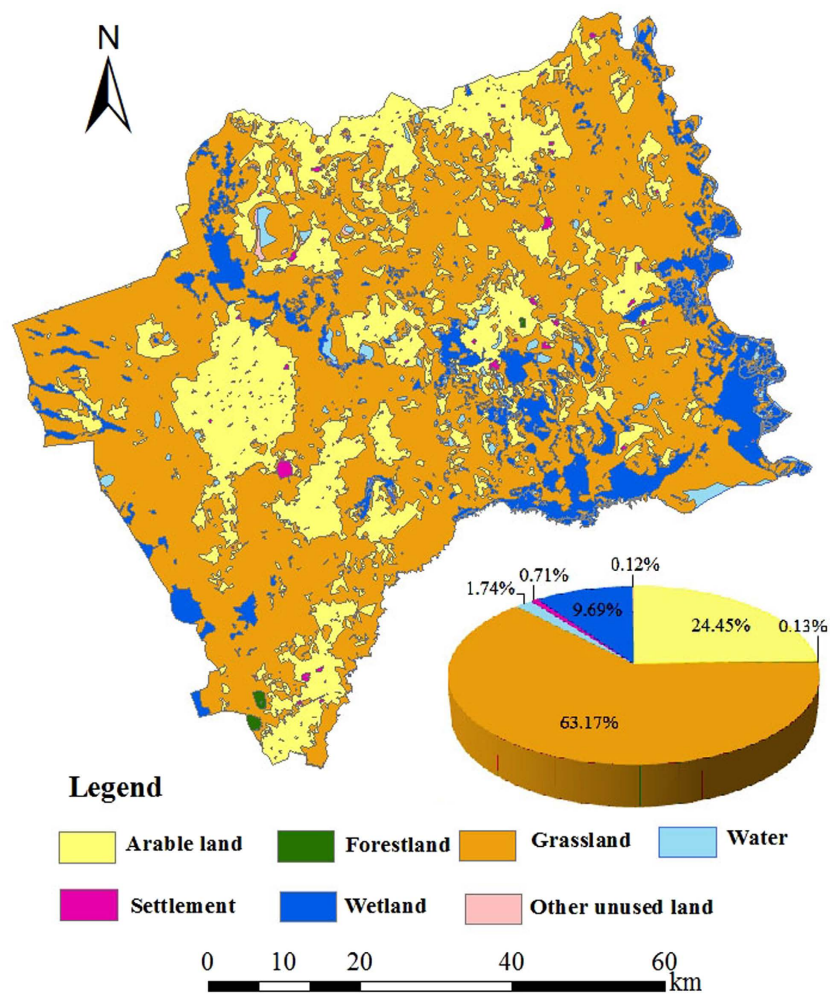 N
0.12%
0.71%
1.74%
9.69%
24.45%
0.13%
63.17%
Legend
Arable land
Forestland
Grassland
Water
Settlement
Wetland
Other unused land
0 10 20 40 60
km